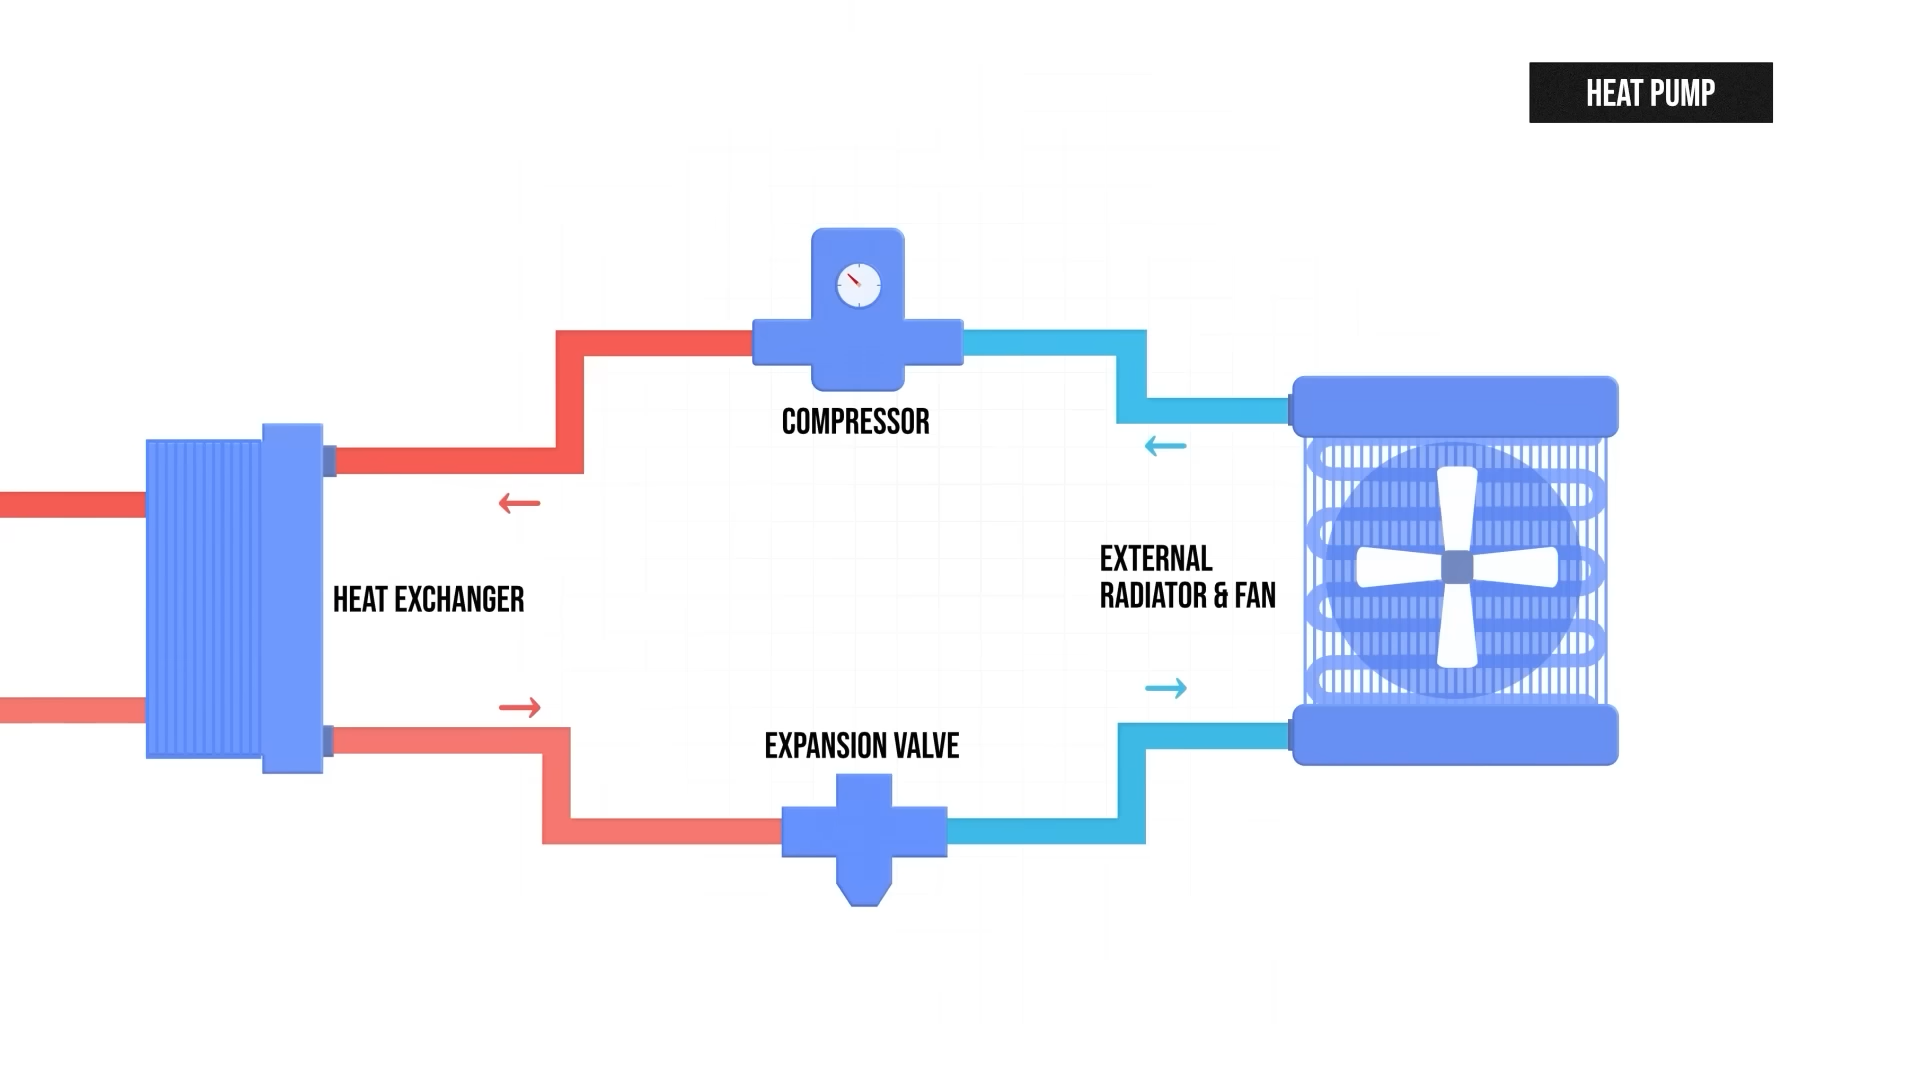 HEAT PUMP
COMPRESSOR
EXTERNAL
RADIATOR & FAN
HEAT EXCHANGER
EXPANSION VALVE